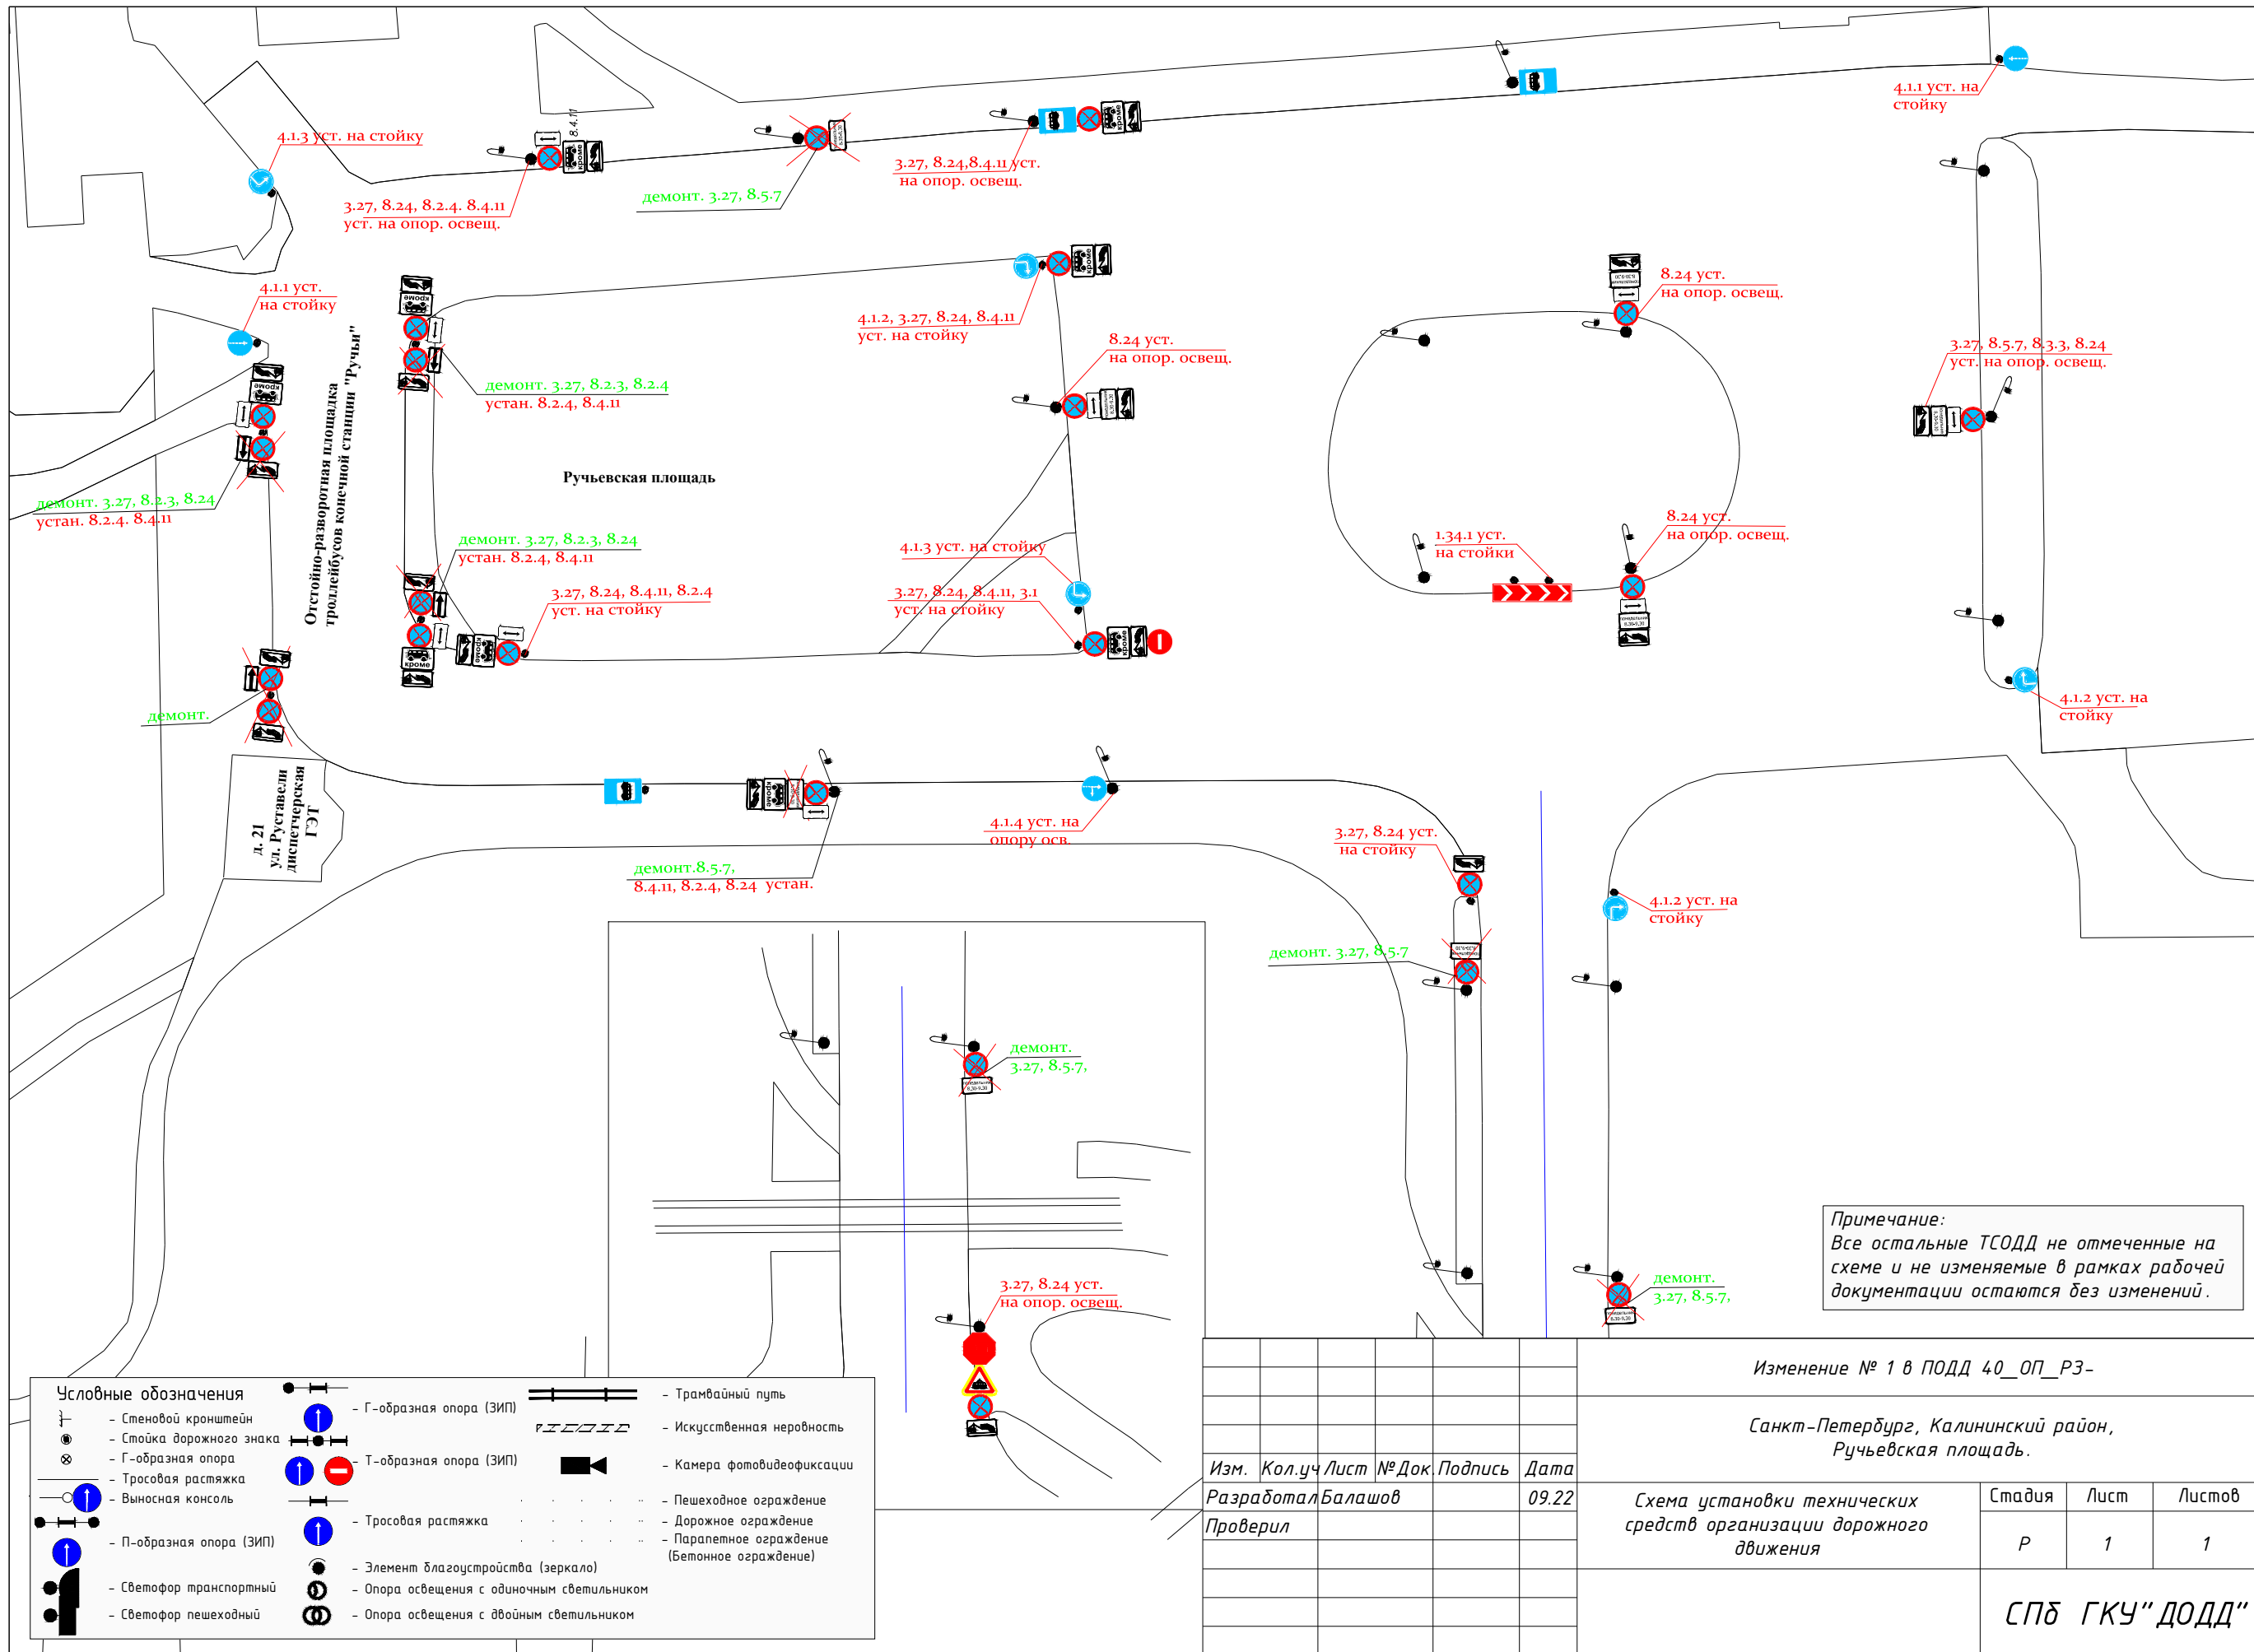 4.1.3 уст. на стойку
8.4.11
кроме
3.27, 8.24, 8.2.4. 8.4.11
уст. на опор. освещ.
демонт. 3.27, 8.5.7
3.27, 8.24,8.4.11 уст.
на опор. освещ.
кроме
4.1.1 уст. на
стойку
4.1.1 уст.
на стойку
кроме
кроме
демонт. 3.27, 8.2.3, 8.24
устан. 8.2.4. 8.4.11
Отстойно-разворотная площадка
троллейбусов конечной станции "Ручьи"
кроме
демонт. 3.27, 8.2.3, 8.2.4
устан. 8.2.4, 8.4.11
Ручьевская площадь
4.1.2, 3.27, 8.24, 8.4.11
уст. на стойку
8.24 уст.
на опор. освещ.
8.24 уст.
на опор. освещ.
3.27, 8.5.7, 8.3.3, 8.24
уст. на опор. освещ.
демонт. 3.27, 8.2.3, 8.24
устан. 8.2.4, 8.4.11
кроме
кроме
3.27, 8.24, 8.4.11, 8.2.4
уст. на стойку
4.1.3 уст. на стойку
3.27, 8.24, 8.4.11, 3.1
уст. на стойку
кроме
1.34.1 уст.
на стойки
8.24 уст.
на опор. освещ.
4.1.2 уст. на
стойку
демонт.
д. 21
ул. Руставели
диспетчерская
ГЭТ
кроме
демонт.8.5.7,
8.4.11, 8.2.4, 8.24 устан.
4.1.4 уст. на
опору осв.
3.27, 8.24 уст.
на стойку
4.1.2 уст. на
стойку
демонт. 3.27, 8.5.7
демонт.
3.27, 8.5.7,
3.27, 8.24 уст.
на опор. освещ.
демонт.
3.27, 8.5.7,
Примечание:
Все остальные ТСОДД не отмеченные на
схеме и не изменяемые в рамках рабочей
документации остаются без изменений.
Условные обозначения
- Стеновой кронштейн
- Стойка дорожного знака
- Г-образная опора
- Тросовая растяжка
- Выносная консоль
- П-образная опора (ЗИП)
- Светофор транспортный
- Светофор пешеходный
- Г-образная опора (ЗИП)
- Т-образная опора (ЗИП)
- Тросовая растяжка
- Элемент благоустройства (зеркало)
- Опора освещения с одиночным светильником
- Опора освещения с двойным светильником
- Трамвайный путь
- Искусственная неровность
- Камера фотовидеофиксации
- Пешеходное ограждение
- Дорожное ограждение
- Парапетное ограждение
(Бетонное ограждение)
Изменение № 1 в ПОДД 40_ОП_РЗ-
Санкт-Петербург, Калининский район,
Ручьевская площадь.
Изм. Кол.уч Лист №Док. Подпись Дата
Разработал Балашов 09.22
Проверил
Схема установки технических
средств организации дорожного
движения
Стадия Лист Листов
Р 1 1
СПб ГКУ"ДОДД"